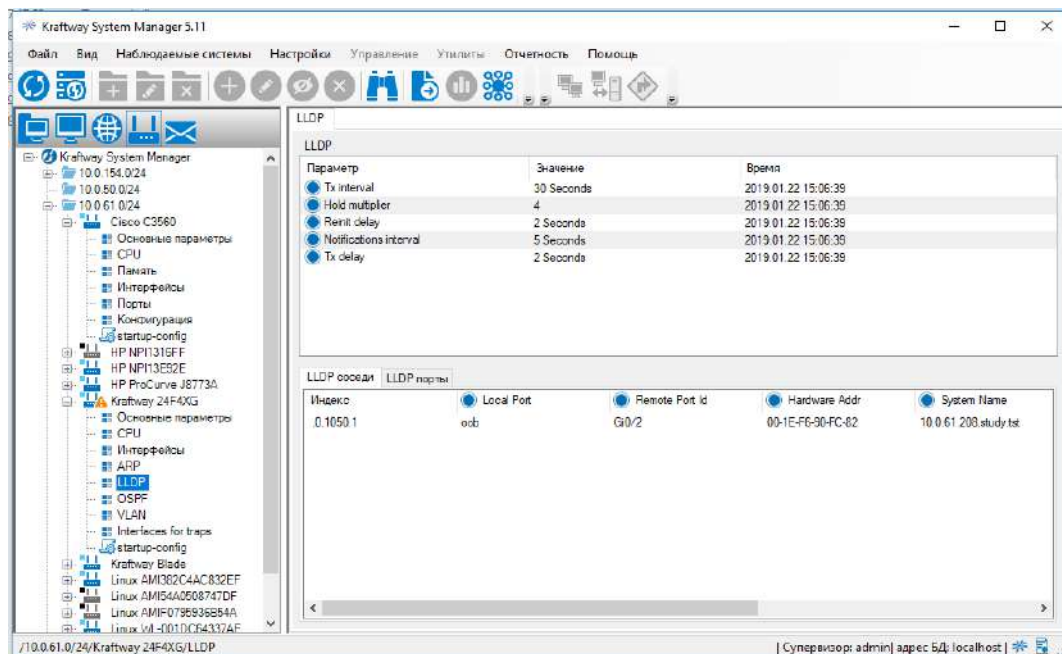 Kraftway System Manager 5.11
Файл Вид Наблюдаемые системы Настройки Управление Утилиты Отчетность Помощь
Kraftway System Manager
10.0.154.0/24
10.0.50.0/24
10.0.61.0/24
Cisco C3560
Основные параметры
CPU
Память
Интерфейсы
Порты
Конфигурация
startup-config
HP NPI1316FF
HP NPI13E92E
HP ProCurve J8773A
Kraftway 24F4XG
Основные параметры
CPU
Интерфейсы
ARP
LLDP
OSPF
VLAN
Interfaces for traps
startup-config
Kraftway Blade
Linux AMI382C4AC832EF
Linux AMI54A0508747DF
Linux AMIF0795936B54A
Linux WL-001DC64337AE
LLDP
LLDP
Параметр Значение Время
Tx interval 30 Seconds 2019.01.22 15:06:39
Hold multiplier 4 2019.01.22 15:06:39
Reinit delay 2 Seconds 2019.01.22 15:06:39
Notifications interval 5 Seconds 2019.01.22 15:06:39
Tx delay 2 Seconds 2019.01.22 15:06:39
LLDP соседи LLDP порты
Индекс Local Port Remote Port Id Hardware Addr System Name
.0.1050.1 oob Gi0/2 00-1E-F6-90-FC-82 10.0.61.208.study.tst
/10.0.61.0/24/Kraftway 24F4XG/LLDP
| Супервизор: admin| адрес БД: localhost |